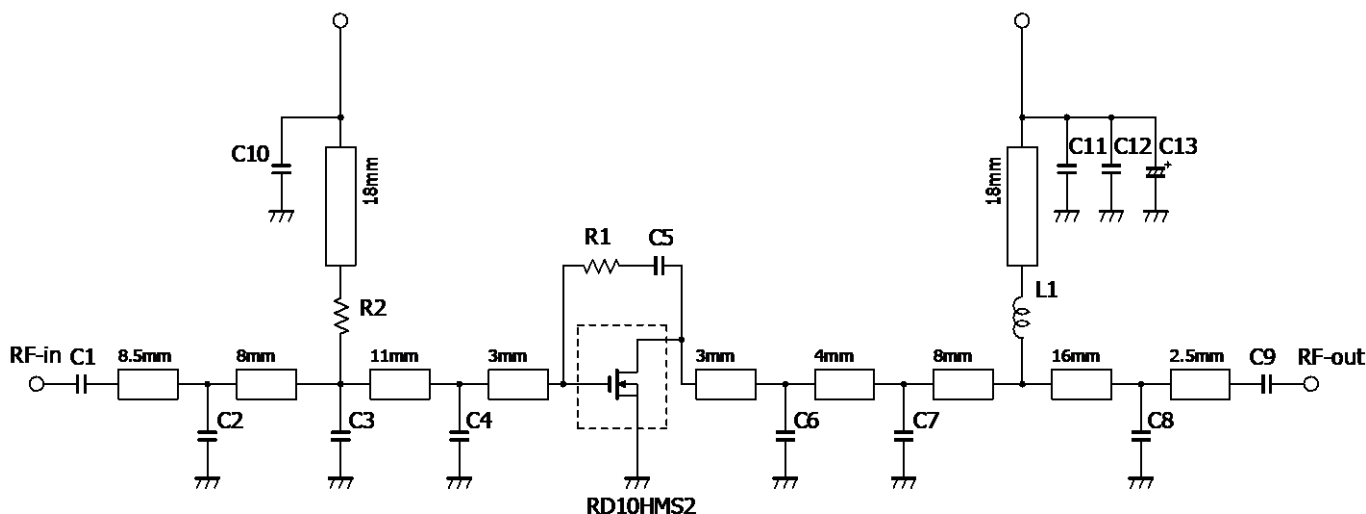 C10
18mm
R2
R1
C5
18mm
C11
C12
C13
+
L1
RF-in
C1
8.5mm
8mm
11mm
3mm
3mm
4mm
8mm
16mm
2.5mm
C9
RF-out
C2
C3
C4
C6
C7
C8
RD10HMS2